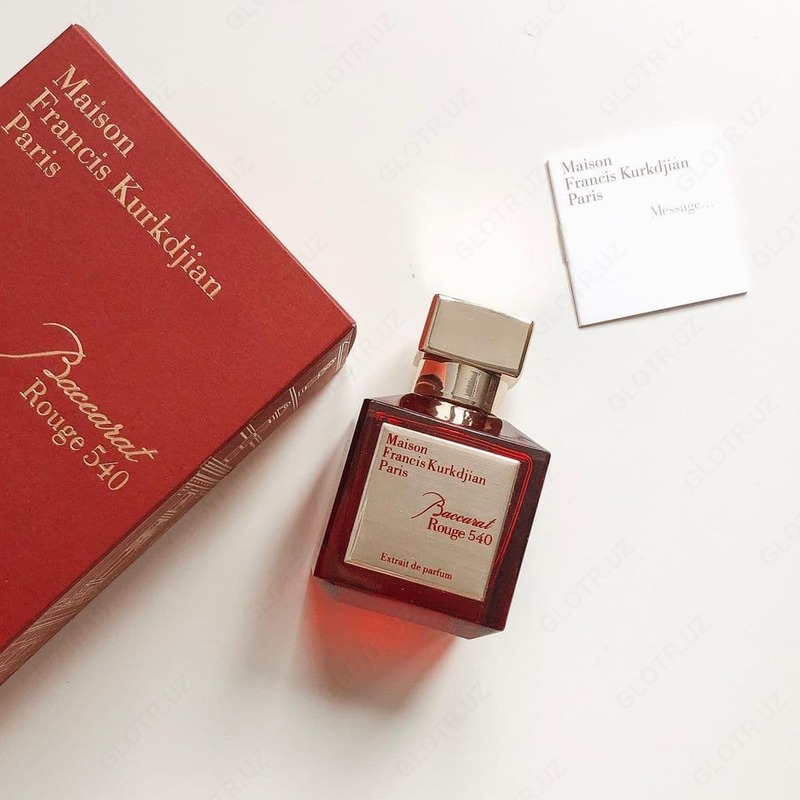 Maison
Francis Kurkdjian
Paris
Baccarat
Rouge 540
Maison
Francis Kurkdjian
Paris
Message...
Maison
Francis Kurkdjian
Paris
Baccarat
Rouge 540
Extrait de parfum
GLOTR.UZ